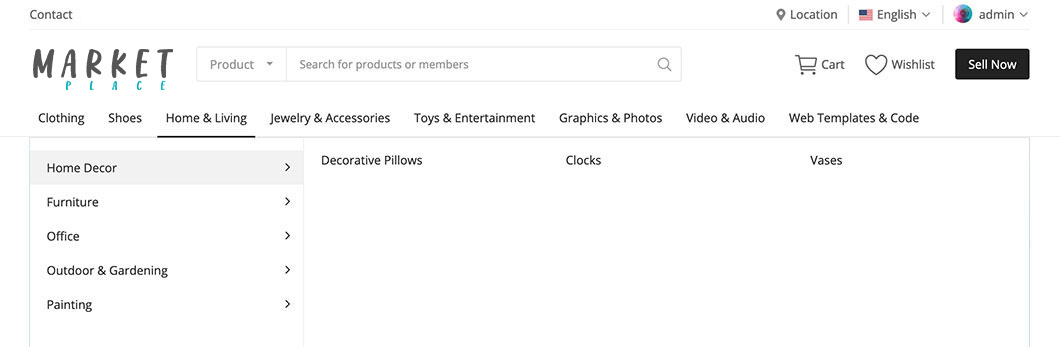 Contact Location English admin
MARKET
PLACE
Product Search for products or members Cart Wishlist Sell Now
Clothing Shoes Home & Living Jewelry & Accessories Toys & Entertainment Graphics & Photos Video & Audio Web Templates & Code
Home Decor
Furniture
Office
Outdoor & Gardening
Painting
Decorative Pillows Clocks Vases